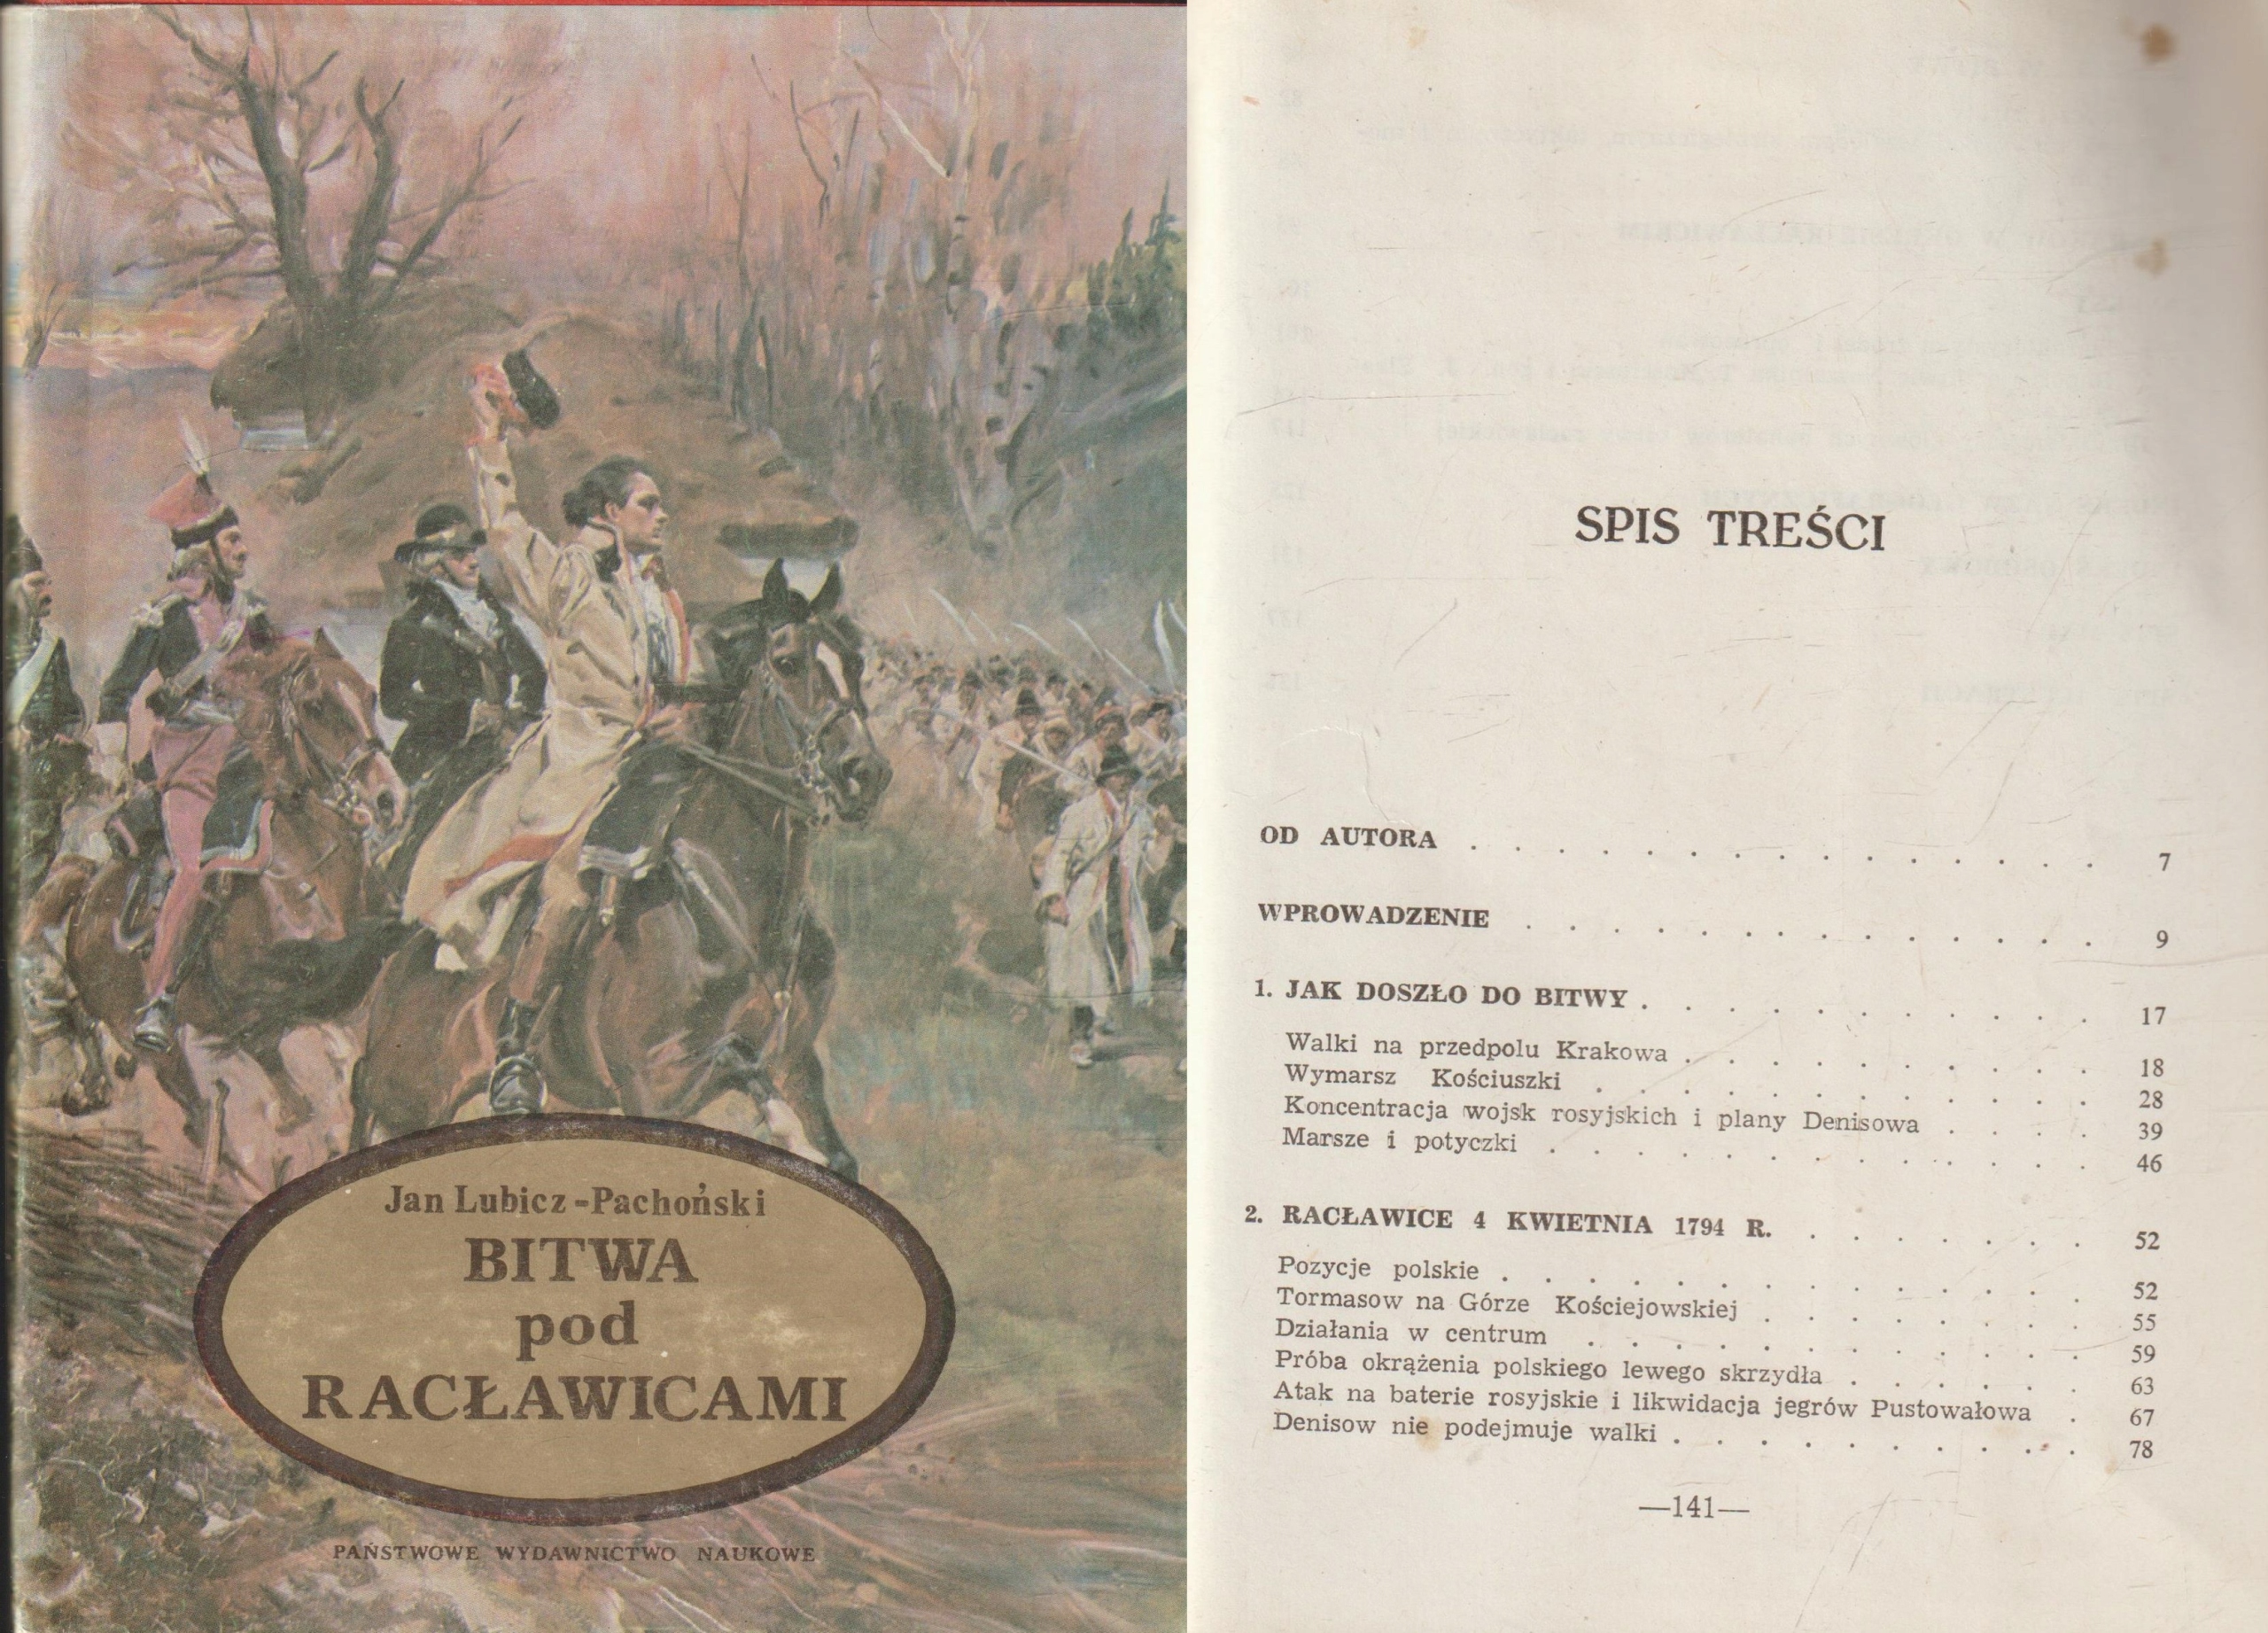 Jan Lubicz-Pachoński
BITWA
pod
RACŁAWICAMI
PAŃSTWOWE WYDAWNICTWO NAUKOWE
SPIS TREŚCI
OD AUTORA . . . . . . . . . . . . . . . 7
WPROWADZENIE . . . . . . . . . . . . . . 9
1. JAK DOSZŁO DO BITWY . . . . . . . . . . . 17
Walki na przedpolu Krakowa . . . . . . . . . . 18
Wymarsz Kościuszki . . . . . . . . . . . . 28
Koncentracja wojsk rosyjskich i plany Denisowa . . . . 39
Marsze i potyczki . . . . . . . . . . . . . 46
2. RACŁAWICE 4 KWIETNIA 1794 R. . . . . . . . 52
Pozycje polskie . . . . . . . . . . . . . . 52
Tormasow na Górze Kościejowskiej . . . . . . . . 55
Działania w centrum . . . . . . . . . . . . 59
Próba okrążenia polskiego lewego skrzydła . . . . . . 63
Atak na baterie rosyjskie i likwidacja jegrów Pustowałowa . 67
Denisow nie podejmuje walki . . . . . . . . . . 78
—141—